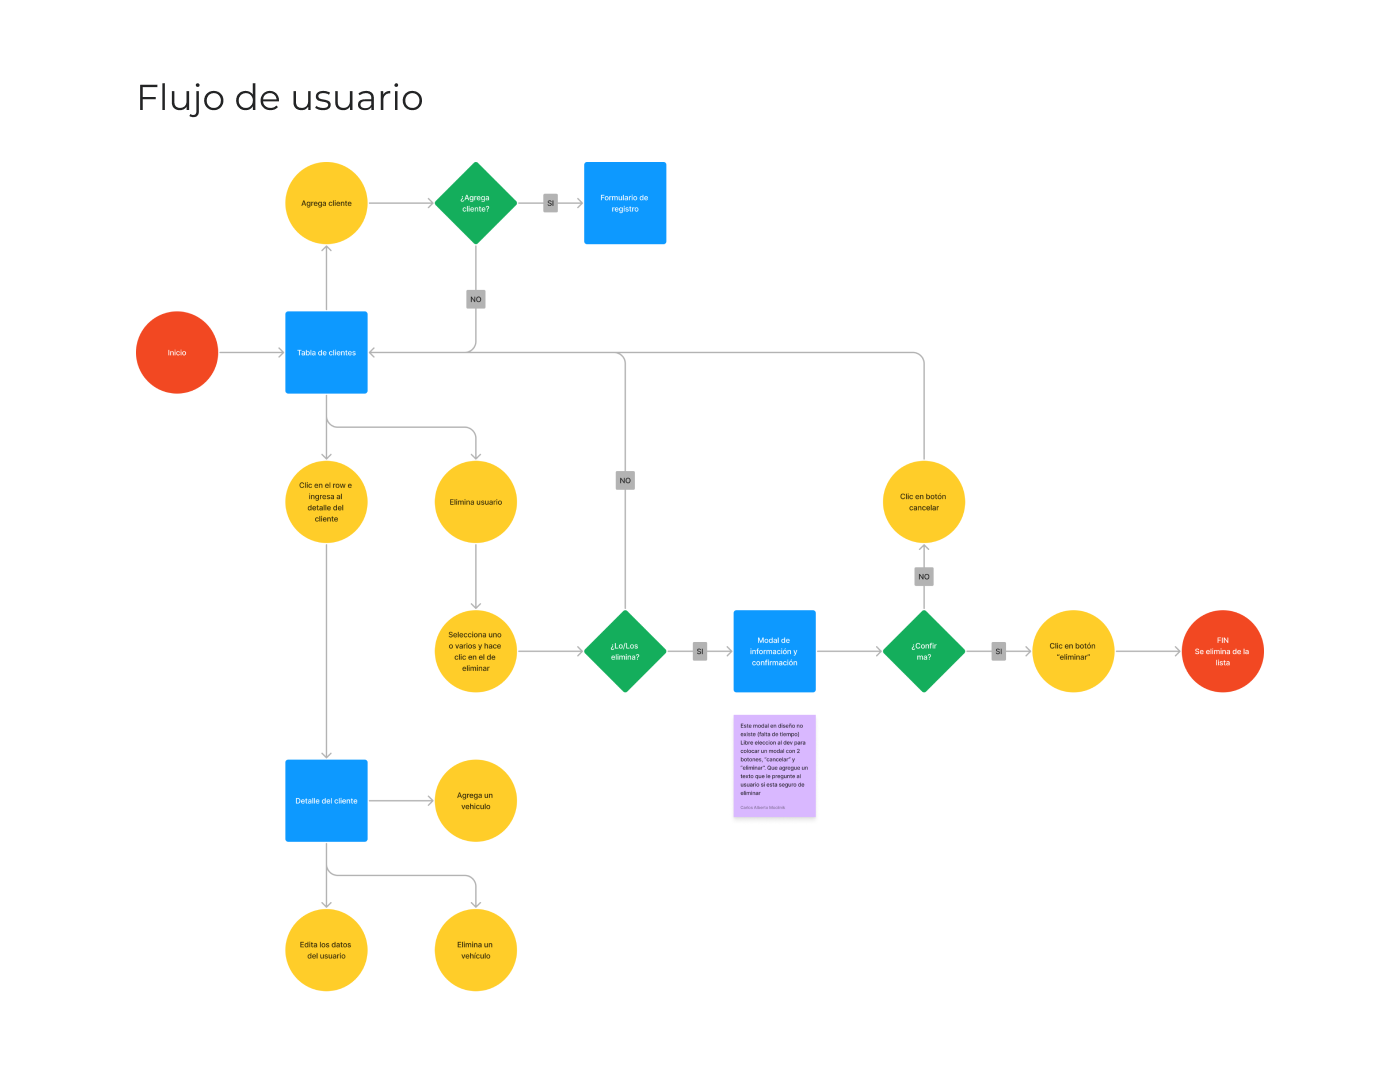 Flujo de usuario
Agrega cliente
¿Agrega
cliente?
SI
Formulario de
registro
NO
Inicio
Tabla de clientes
Clic en el row e
ingresa al
detalle del
cliente
Elimina usuario
NO
Clic en botón
cancelar
NO
Selecciona uno
o varios y hace
clic en el de
eliminar
¿Lo/Los
elimina?
SI
Modal de
información y
confirmación
¿Confir
ma?
SI
Clic en botón
"eliminar"
FIN
Se elimina de la
lista
Este modal en diseño no
existe (falta de tiempo)
Libre eleccion al dev para
colocar un modal con 2
botones, "cancelar" y
"eliminar". Que agregue un
texto que le pregunte al
usuario si esta seguro de
eliminar
Detalle del cliente
Agrega un
vehículo
Edita los datos
del usuario
Elimina un
vehículo